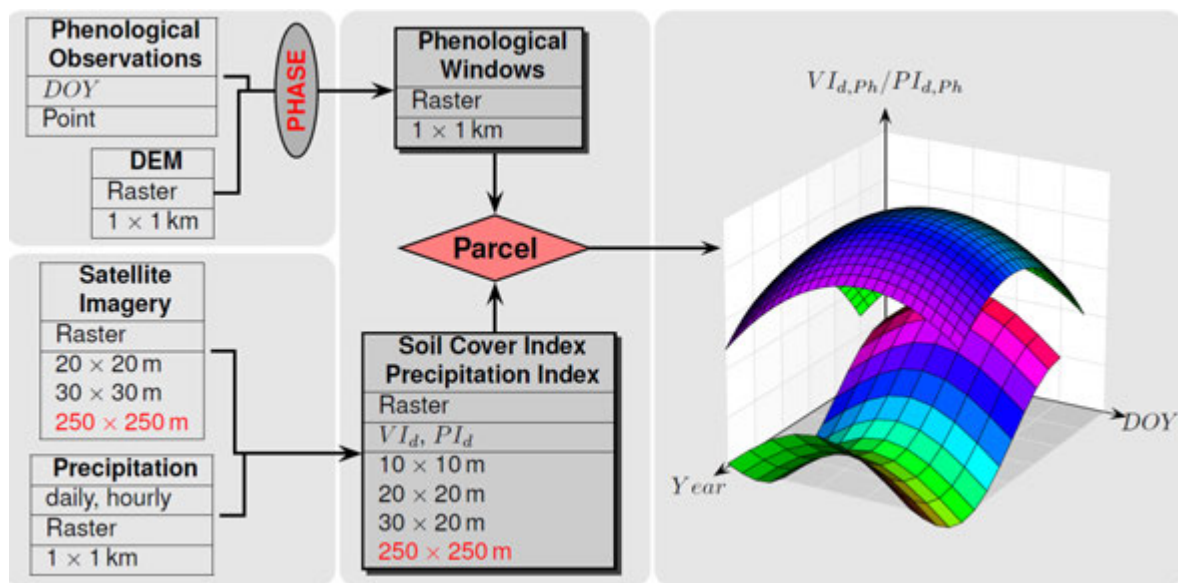 Phenological
Observations
DOY
Point
DEM
Raster
1 × 1 km
PHASE
Phenological
Windows
Raster
1 × 1 km
Parcel
Satellite
Imagery
Raster
20 × 20 m
30 × 30 m
250 × 250 m
Precipitation
daily, hourly
Raster
1 × 1 km
Soil Cover Index
Precipitation Index
Raster
VI_d, PI_d
10 × 10 m
20 × 20 m
30 × 20 m
250 × 250 m
VI_{d,Ph}/PI_{d,Ph}
DOY
Year